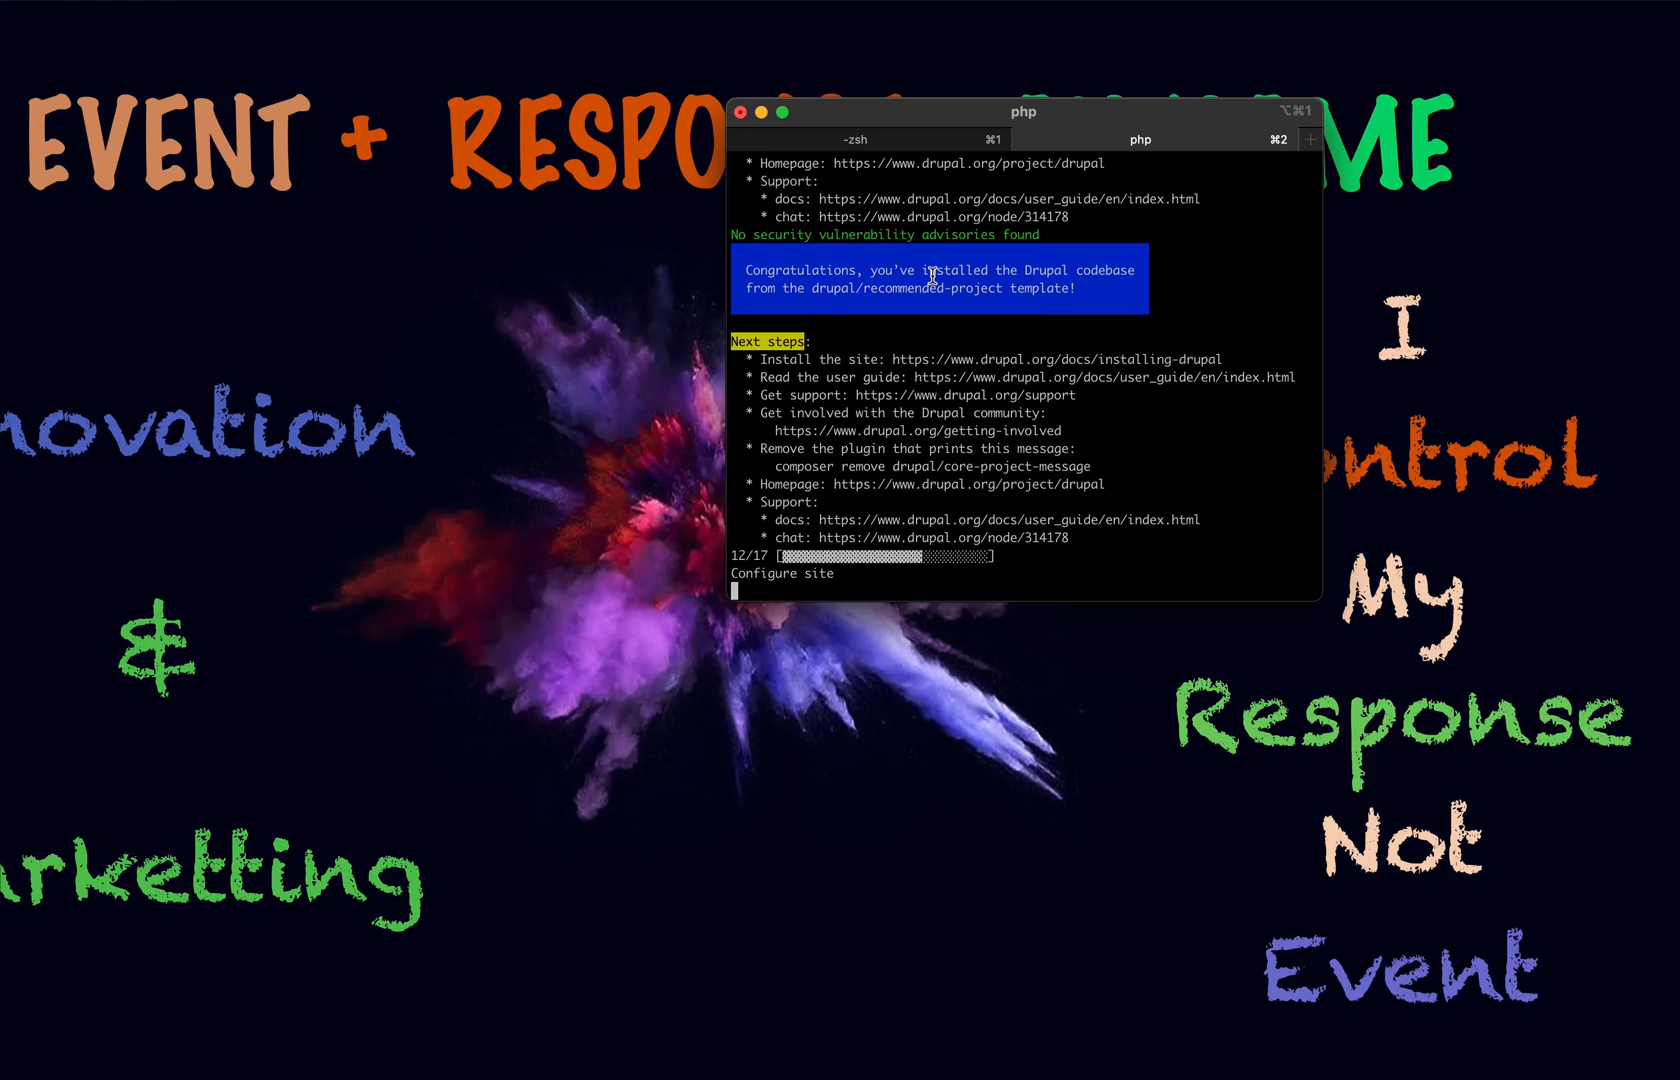 EVENT + RESPO
ME
php
⌥⌘1
-zsh ⌘1 php ⌘2 +
* Homepage: https://www.drupal.org/project/drupal
* Support:
* docs: https://www.drupal.org/docs/user_guide/en/index.html
* chat: https://www.drupal.org/node/314178
No security vulnerability advisories found
Congratulations, you’ve installed the Drupal codebase
from the drupal/recommended-project template!
Next steps:
* Install the site: https://www.drupal.org/docs/installing-drupal
* Read the user guide: https://www.drupal.org/docs/user_guide/en/index.html
* Get support: https://www.drupal.org/support
* Get involved with the Drupal community:
https://www.drupal.org/getting-involved
* Remove the plugin that prints this message:
composer remove drupal/core-project-message
* Homepage: https://www.drupal.org/project/drupal
* Support:
* docs: https://www.drupal.org/docs/user_guide/en/index.html
* chat: https://www.drupal.org/node/314178
12/17 [▓▓▓▓▓▓▓▓▓▓▓▓▓▓▓▓▓▓▓░░░░░░░░░]
Configure site
novation
&
arketting
I
ontrol
My
Response
Not
Event